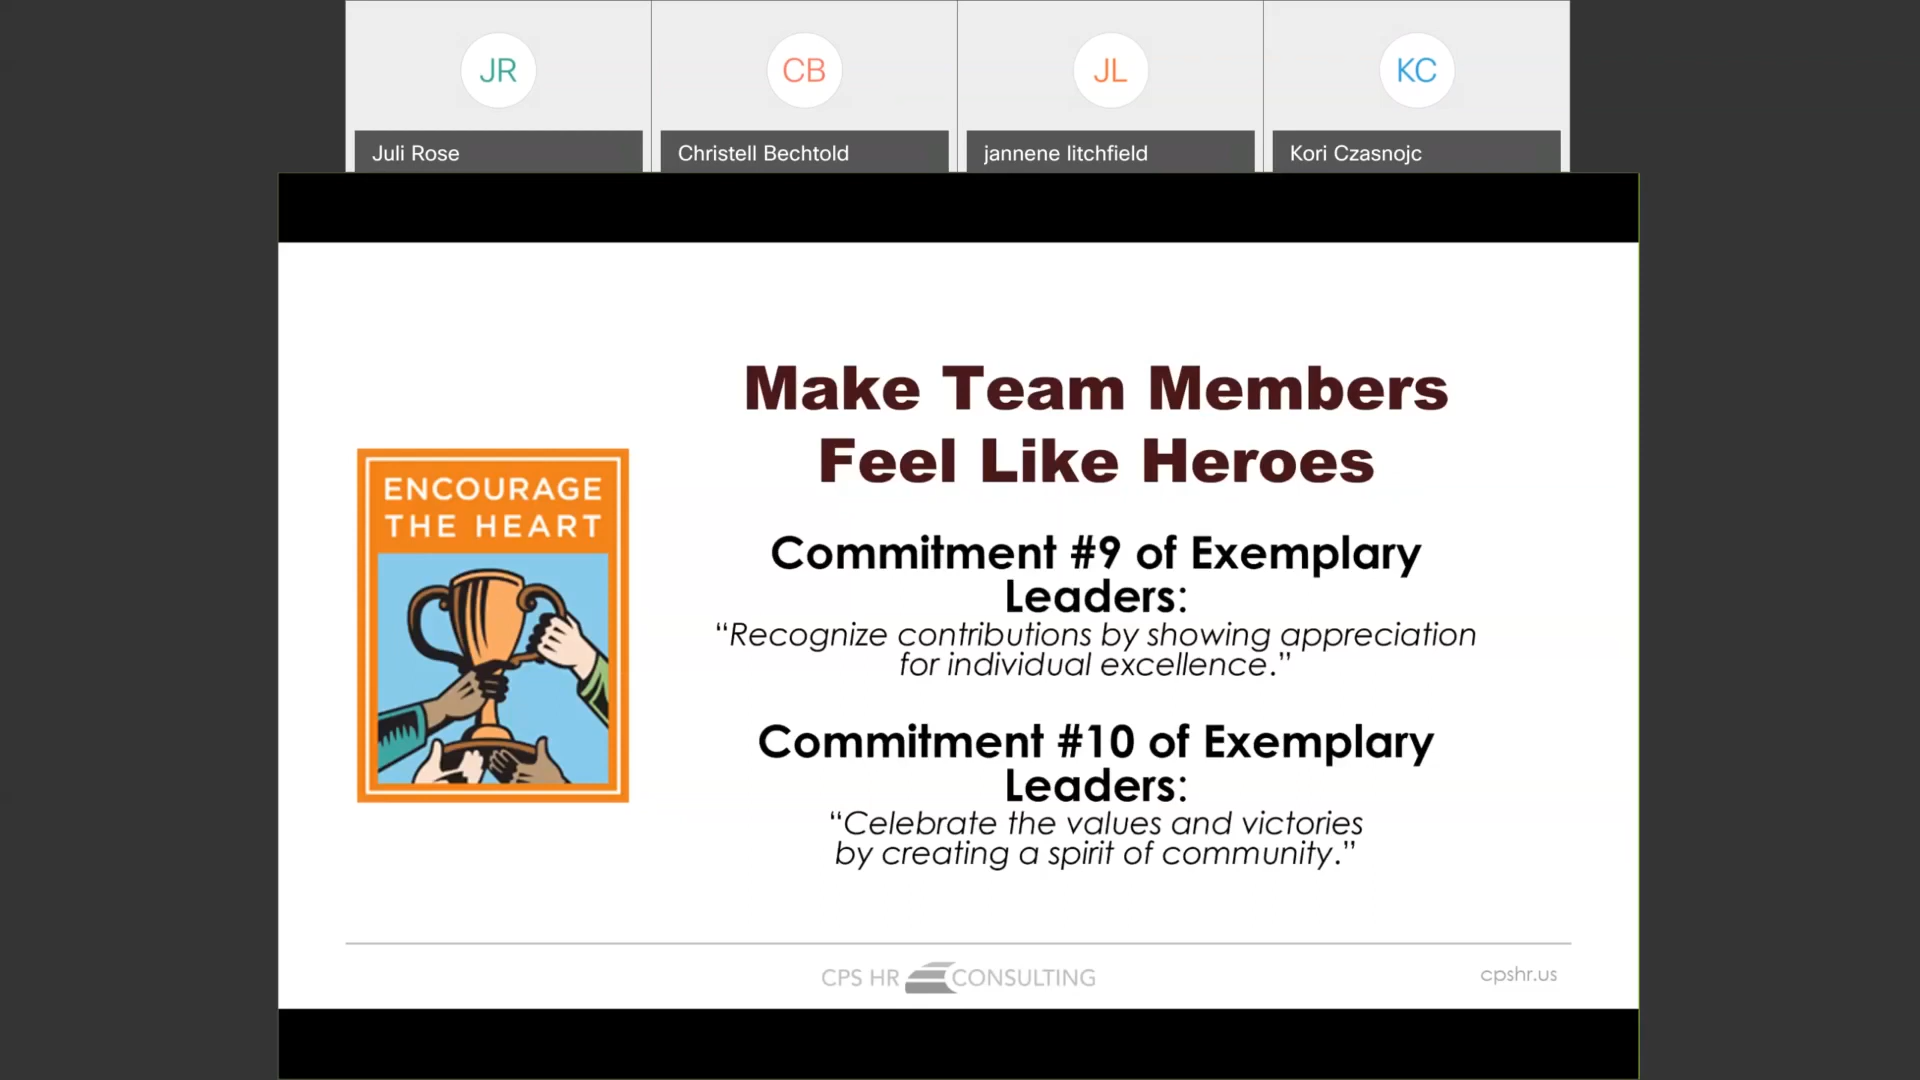 JR
CB
JL
KC
Juli Rose
Christell Bechtold
jannene litchfield
Kori Czasnojc
Make Team Members
Feel Like Heroes
ENCOURAGE
THE HEART
Commitment #9 of Exemplary
Leaders:
“Recognize contributions by showing appreciation
for individual excellence.”
Commitment #10 of Exemplary
Leaders:
“Celebrate the values and victories
by creating a spirit of community.”
CPS HR CONSULTING
cpshr.us